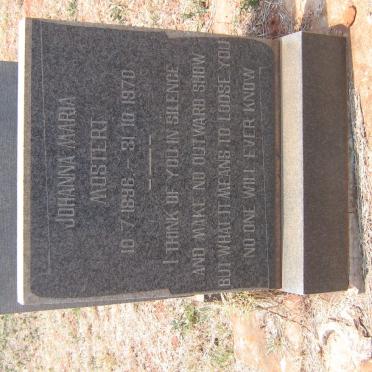 JOHANNA MARIA
MOSTERT
10·7·1896 – 31·10·1970
I THINK OF YOU IN SILENCE
AND MAKE NO OUTWARD SHOW
BUT WHAT IT MEANS TO LOOSE YOU
NO ONE WILL EVER KNOW